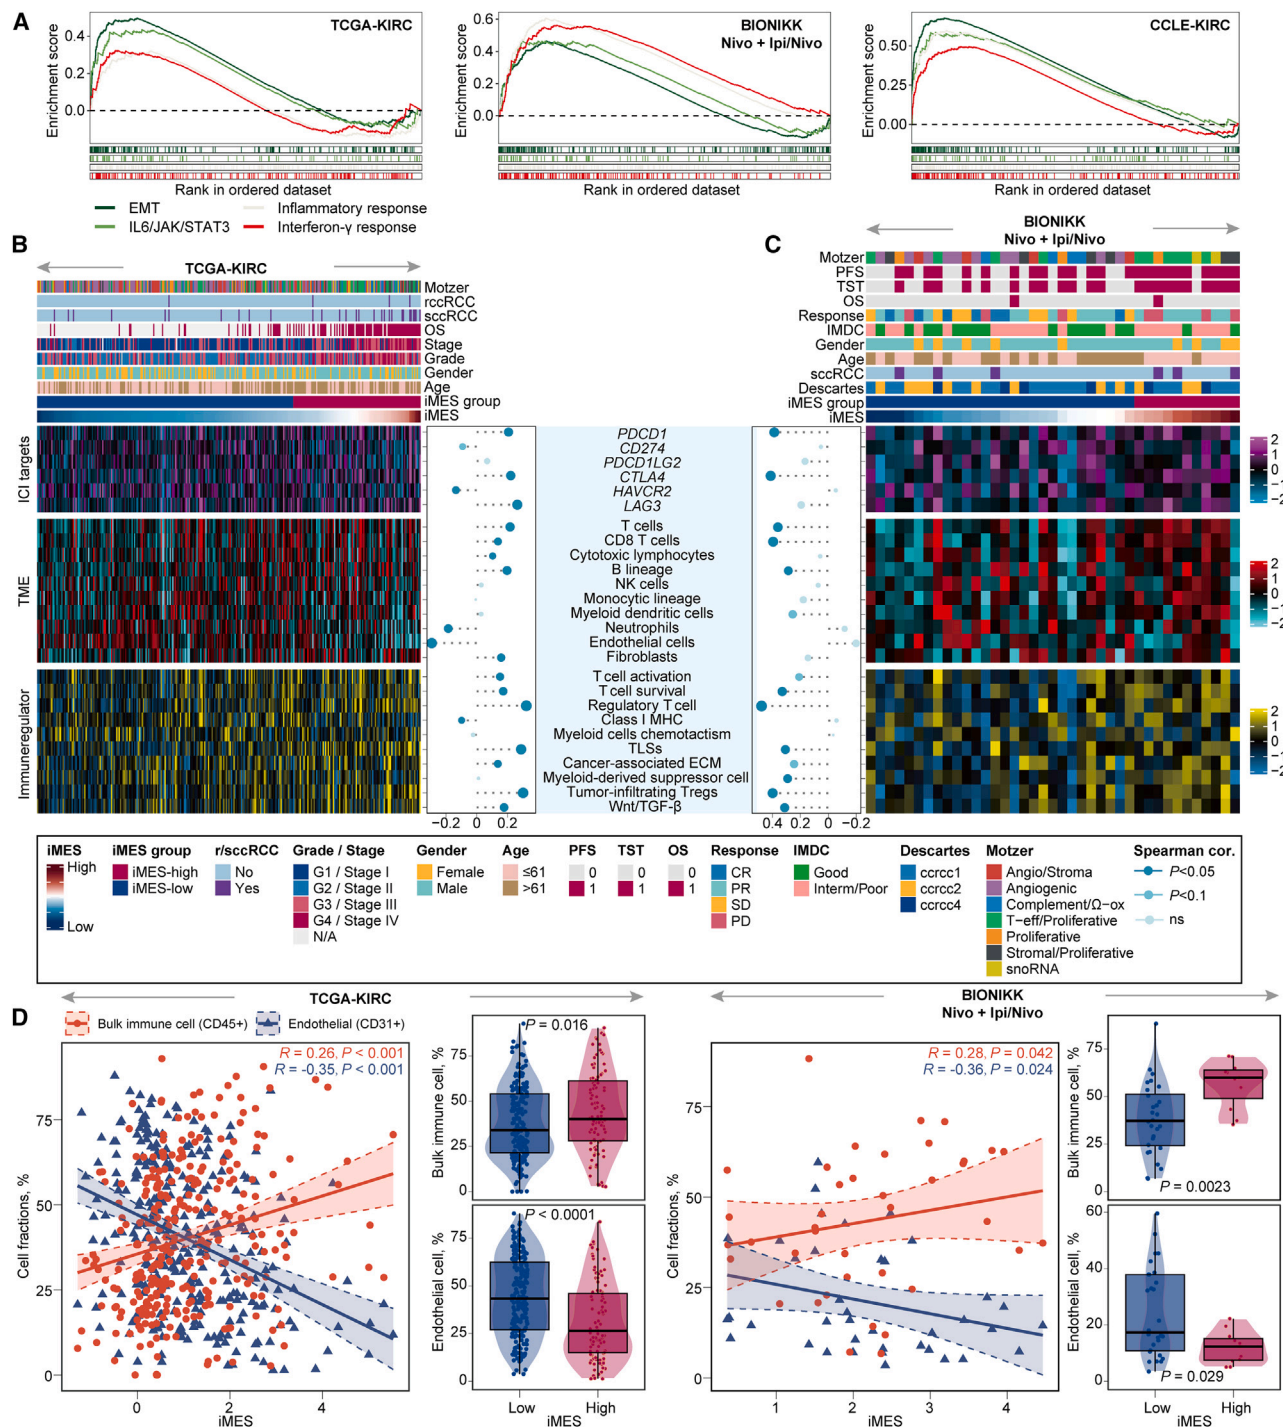 A
TCGA-KIRC
Enrichment score
0.4
0.2
0.0
Rank in ordered dataset
BIONIKK
Nivo + Ipi/Nivo
Enrichment score
0.6
0.4
0.2
0.0
Rank in ordered dataset
CCLE-KIRC
Enrichment score
0.50
0.25
0.00
Rank in ordered dataset
EMT
Inflammatory response
IL6/JAK/STAT3
Interferon-γ response
B
TCGA-KIRC
Motzer
rccRCC
sccRCC
OS
Stage
Grade
Gender
Age
iMES group
iMES
C
BIONIKK
Nivo + Ipi/Nivo
Motzer
PFS
TST
OS
Response
IMDC
Gender
Age
sccRCC
Descartes
iMES group
iMES
ICI targets
TME
Immuneregulator
PDCD1
CD274
PDCD1LG2
CTLA4
HAVCR2
LAG3
T cells
CD8 T cells
Cytotoxic lymphocytes
B lineage
NK cells
Monocytic lineage
Myeloid dendritic cells
Neutrophils
Endothelial cells
Fibroblasts
T cell activation
T cell survival
Regulatory T cell
Class I MHC
Myeloid cells chemotactism
TLSs
Cancer-associated ECM
Myeloid-derived suppressor cell
Tumor-infiltrating Tregs
Wnt/TGF-β
−0.2 0 0.2
0.4 0.2 0 −0.2
2
1
0
−1
−2
2
1
0
−1
−2
2
1
0
−1
−2
iMES
High
Low
iMES group
iMES-high
iMES-low
r/sccRCC
No
Yes
Grade / Stage
G1 / Stage I
G2 / Stage II
G3 / Stage III
G4 / Stage IV
N/A
Gender
Female
Male
Age
≤61
>61
PFS
0
1
TST
0
1
OS
0
1
Response
CR
PR
SD
PD
IMDC
Good
Interm/Poor
Descartes
ccrcc1
ccrcc2
ccrcc4
Motzer
Angio/Stroma
Angiogenic
Complement/Ω-ox
T-eff/Proliferative
Proliferative
Stromal/Proliferative
snoRNA
Spearman cor.
P<0.05
P<0.1
ns
D
TCGA-KIRC
Bulk immune cell (CD45+)
Endothelial (CD31+)
R = 0.26, P < 0.001
R = -0.35, P < 0.001
Cell fractions, %
75
50
25
0
0 2 4
iMES
P = 0.016
Bulk immune cell, %
75
50
25
0
P < 0.0001
Endothelial cell, %
75
50
25
0
Low High
iMES
BIONIKK
Nivo + Ipi/Nivo
R = 0.28, P = 0.042
R = -0.36, P = 0.024
Cell fractions, %
75
50
25
0
1 2 3 4
iMES
Bulk immune cell, %
75
50
25
0
P = 0.0023
Endothelial cell, %
60
40
20
0
P = 0.029
Low High
iMES